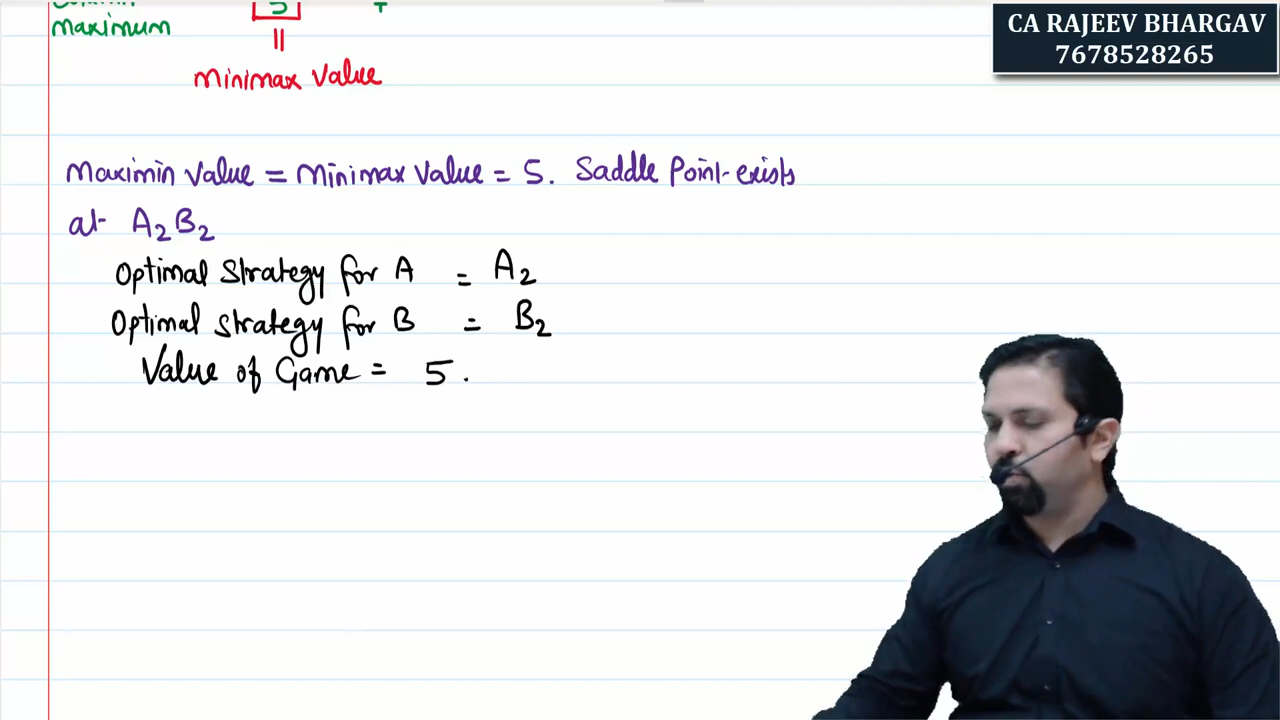 CA RAJEEV BHARGAV
7678528265
Column
maximum
5
minimax value
maximin value = minimax value = 5. Saddle Point exists
at A₂B₂
Optimal Strategy for A = A₂
Optimal Strategy for B = B₂
Value of Game = 5.